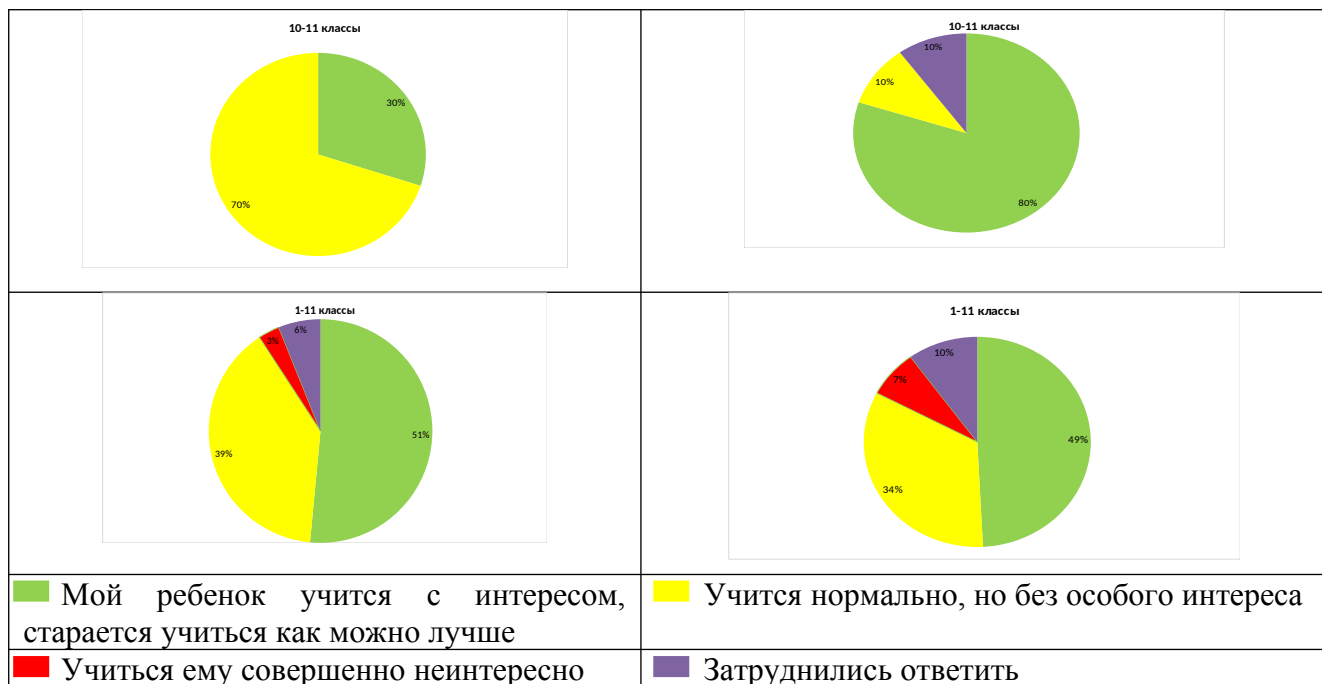 10-11 классы
30%
70%
10-11 классы
10%
10%
80%
1-11 классы
6%
3%
51%
39%
1-11 классы
10%
7%
49%
34%
Мой ребенок учится с интересом,
старается учиться как можно лучше
Учится нормально, но без особого интереса
Учиться ему совершенно неинтересно
Затруднились ответить